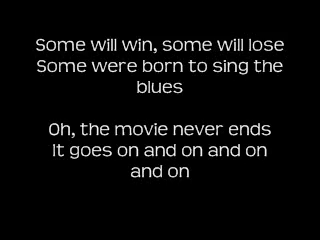 Some will win, some will lose
Some were born to sing the
blues
Oh, the movie never ends
It goes on and on and on
and on